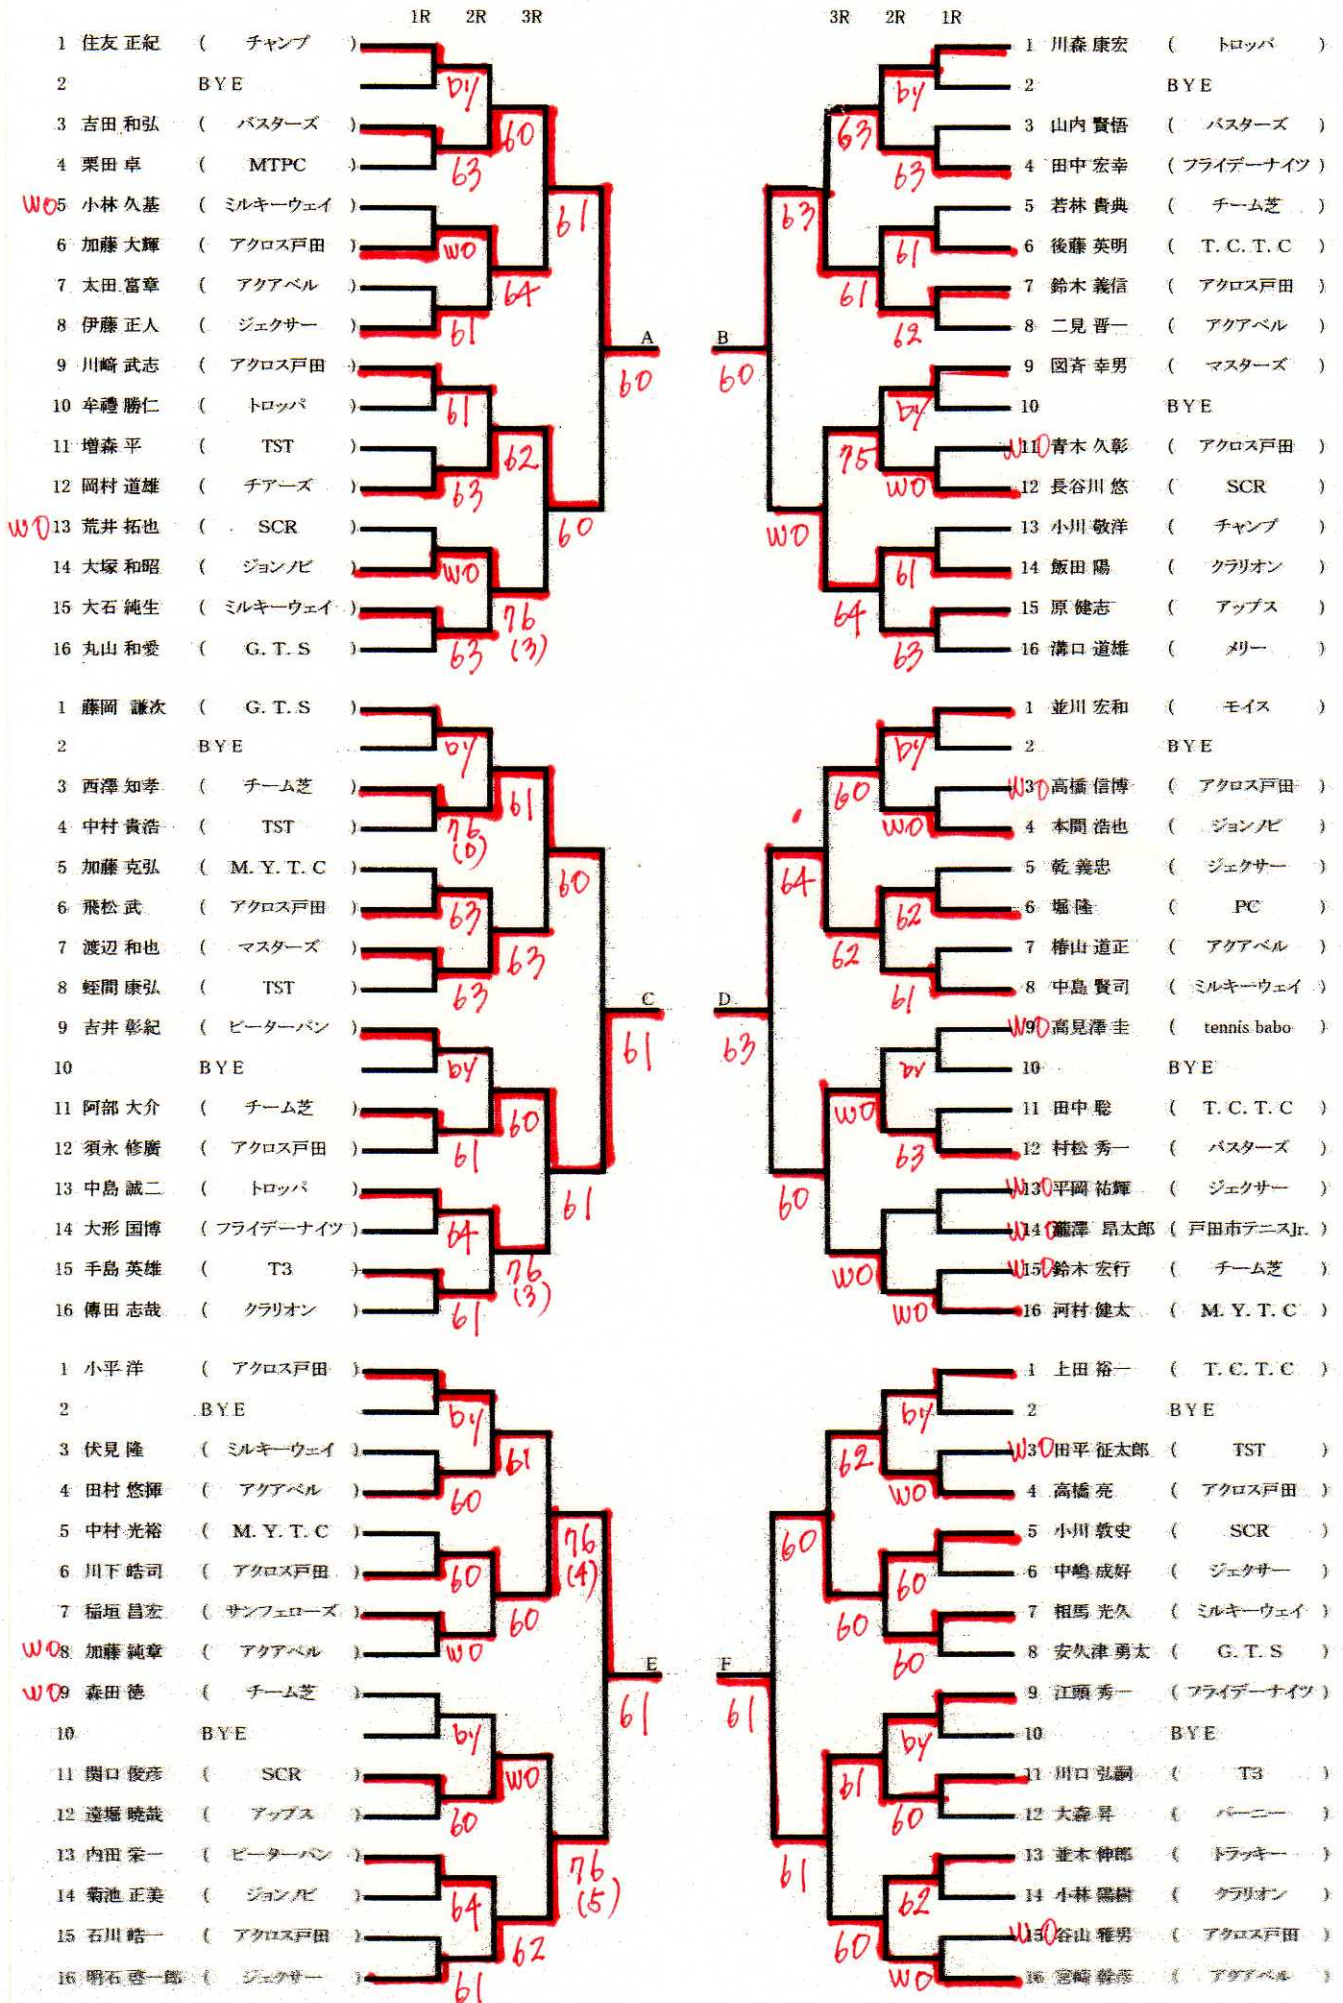 1R 2R 3R
3R 2R 1R
1 住友 正紀 ( チャンプ )
by
2 BYE
60
3 吉田 和弘 ( バスターズ )
63
4 栗田 卓 ( MTPC )
61
WO 5 小林 久基 ( ミルキーウェイ )
WO
6 加藤 大輝 ( アクロス戸田 )
64
7 太田 富章 ( アクアベル )
61
8 伊藤 正人 ( ジェクサー )
A
60
9 川崎 武志 ( アクロス戸田 )
61
10 牟禮 勝仁 ( トロッパ )
62
11 増森 平 ( TST )
63
12 岡村 道雄 ( チアーズ )
60
WO 13 荒井 拓也 ( SCR )
WO
14 大塚 和昭 ( ジョンノビ )
76
(3)
15 大石 純生 ( ミルキーウェイ )
63
16 丸山 和愛 ( G.T.S )
1 川森 康宏 ( トロッパ )
by
2 BYE
63
3 山内 賢悟 ( バスターズ )
63
4 田中 宏幸 ( フライデーナイツ )
63
5 若林 貴典 ( チーム芝 )
61
6 後藤 英明 ( T.C.T.C )
61
7 鈴木 義信 ( アクロス戸田 )
62
8 二見 晋一 ( アクアベル )
B
60
9 図斉 幸男 ( マスターズ )
by
10 BYE
75
WO 11 青木 久彰 ( アクロス戸田 )
WO
12 長谷川 悠 ( SCR )
WO
13 小川 敬洋 ( チャンプ )
61
14 飯田 陽 ( クラリオン )
64
15 原 健志 ( アップス )
63
16 溝口 道雄 ( メリー )
1 藤岡 謙次 ( G.T.S )
by
2 BYE
61
3 西澤 知孝 ( チーム芝 )
76
4 中村 貴浩 ( TST )
60
5 加藤 克弘 ( M.Y.T.C )
63
6 飛松 武 ( アクロス戸田 )
63
7 渡辺 和也 ( マスターズ )
63
8 蛭間 康弘 ( TST )
C
61
9 吉井 彰紀 ( ピーターパン )
by
10 BYE
60
11 阿部 大介 ( チーム芝 )
61
12 須永 修廣 ( アクロス戸田 )
61
13 中島 誠二 ( トロッパ )
64
14 大形 国博 ( フライデーナイツ )
76
(3)
15 手島 英雄 ( T3 )
61
16 傳田 志哉 ( クラリオン )
1 並川 宏和 ( モイス )
by
2 BYE
60
WO 3 高橋 信博 ( アクロス戸田 )
WO
4 本間 浩也 ( ジョンノビ )
64
5 乾 義忠 ( ジェクサー )
62
6 堀 隆 ( PC )
62
7 椿山 道正 ( アクアベル )
61
8 中島 賢司 ( ミルキーウェイ )
D
63
WO 9 高見澤 圭 ( tennis babo )
by
10 BYE
WO
11 田中 聡 ( T.C.T.C )
63
12 村松 秀一 ( バスターズ )
60
WO 13 平岡 祐輝 ( ジェクサー )
WO 14 瀧澤 昂太郎 ( 戸田市テニスJr. )
WO
WO 15 鈴木 宏行 ( チーム芝 )
WO
16 河村 健太 ( M.Y.T.C )
1 小平 洋 ( アクロス戸田 )
by
2 BYE
61
3 伏見 隆 ( ミルキーウェイ )
60
4 田村 悠揮 ( アクアベル )
76
(4)
5 中村 光裕 ( M.Y.T.C )
60
6 川下 皓司 ( アクロス戸田 )
60
7 稲垣 昌宏 ( サンフェローズ )
WO
WO 8 加藤 純章 ( アクアベル )
E
61
WO 9 森田 徳 ( チーム芝 )
by
10 BYE
WO
11 関口 俊彦 ( SCR )
60
12 遠堀 暁哉 ( アップス )
76
(5)
13 内田 栄一 ( ピーターパン )
64
14 菊池 正美 ( ジョンノビ )
62
15 石川 皓一 ( アクロス戸田 )
61
16 明石 啓一郎 ( ジェクサー )
1 上田 裕一 ( T.C.T.C )
by
2 BYE
62
WO 3 田平 征太郎 ( TST )
WO
4 高橋 亮 ( アクロス戸田 )
60
5 小川 敦史 ( SCR )
60
6 中嶋 成好 ( ジェクサー )
60
7 相馬 光久 ( ミルキーウェイ )
60
8 安久津 勇太 ( G.T.S )
F
61
9 江頭 秀一 ( フライデーナイツ )
by
10 BYE
61
11 川口 弘嗣 ( T3 )
60
12 大森 昇 ( バーニー )
61
13 並木 伸郎 ( トラッキー )
62
14 小林 陽樹 ( クラリオン )
60
WO 15 谷山 雅男 ( アクロス戸田 )
WO
16 宮崎 幹彦 ( アクアベル )